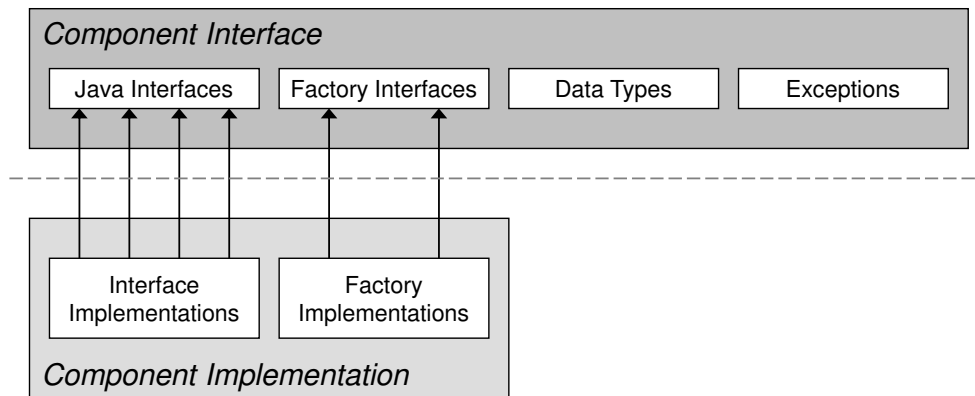 Component Interface
Java Interfaces
Factory Interfaces
Data Types
Exceptions
Interface
Implementations
Factory
Implementations
Component Implementation